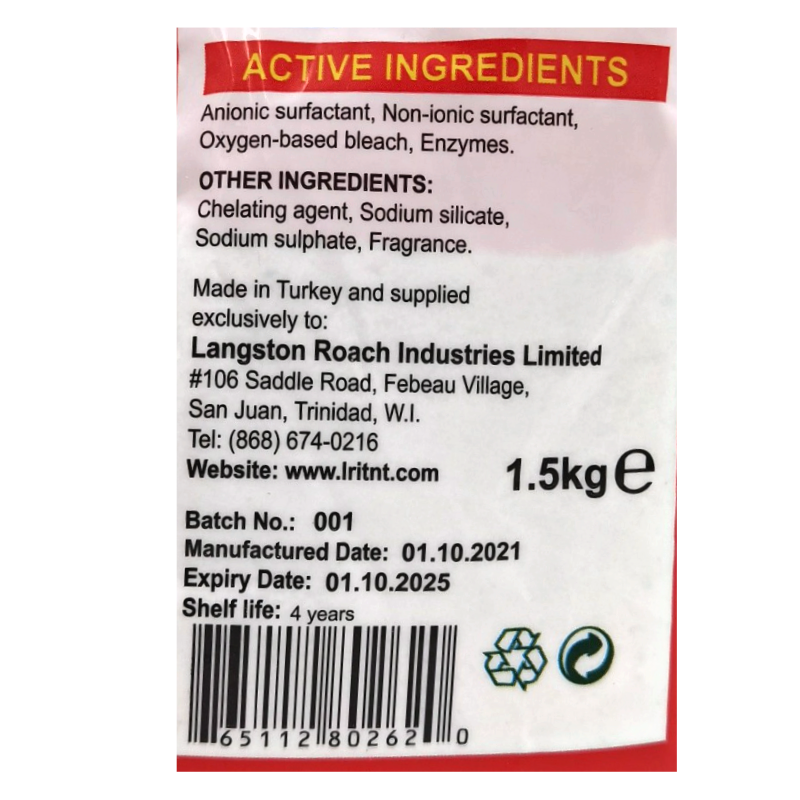 ACTIVE INGREDIENTS
Anionic surfactant, Non-ionic surfactant,
Oxygen-based bleach, Enzymes.
OTHER INGREDIENTS:
Chelating agent, Sodium silicate,
Sodium sulphate, Fragrance.
Made in Turkey and supplied
exclusively to:
Langston Roach Industries Limited
#106 Saddle Road, Febeau Village,
San Juan, Trinidad, W.I.
Tel: (868) 674-0216
Website: www.lritnt.com
1.5kg℮
Batch No.: 001
Manufactured Date: 01.10.2021
Expiry Date: 01.10.2025
Shelf life: 4 years
65112 80262 0